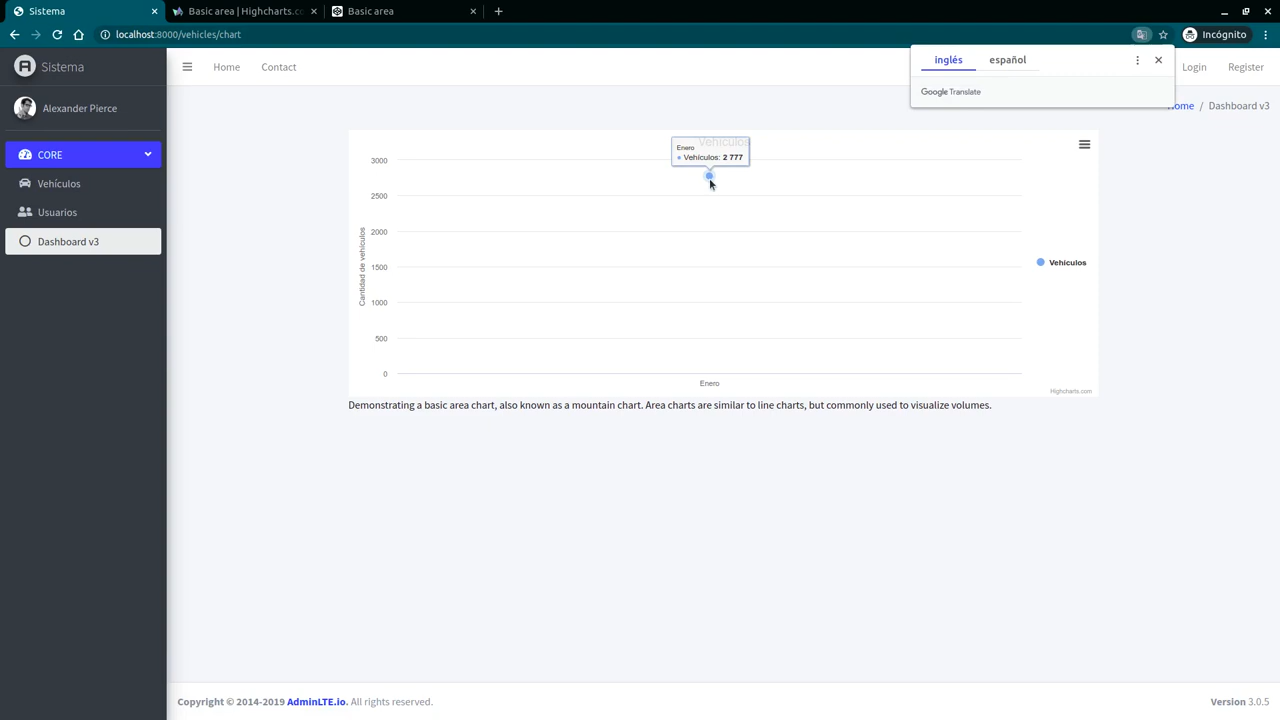 Sistema
Basic area | Highcharts.co
Basic area
localhost:8000/vehicles/chart
Incógnito
Sistema
Home
Contact
inglés
español
Google Translate
Login
Register
Alexander Pierce
Home / Dashboard v3
CORE
Vehículos
Usuarios
Dashboard v3
Vehículos
Enero
Vehículos: 2 777
3000
2500
2000
1500
1000
500
0
Cantidad de vehículos
Enero
Vehículos
Highcharts.com
Demonstrating a basic area chart, also known as a mountain chart. Area charts are similar to line charts, but commonly used to visualize volumes.
Copyright © 2014-2019 AdminLTE.io. All rights reserved.
Version 3.0.5